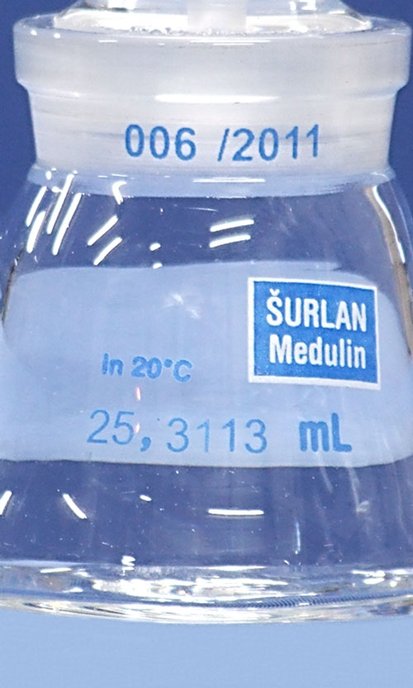 006 /2011
ŠURLAN
Medulin
In 20°C
25, 3113 mL